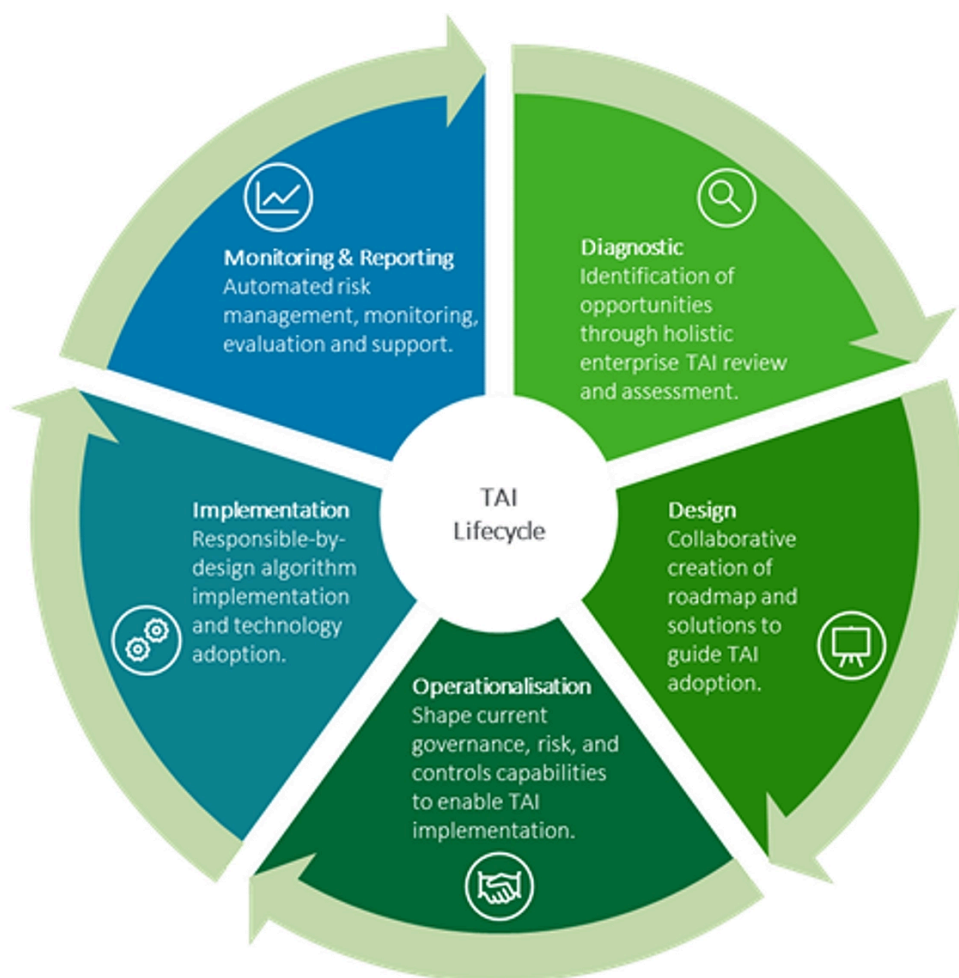 Monitoring & Reporting
Automated risk
management, monitoring,
evaluation and support.
Diagnostic
Identification of
opportunities
through holistic
enterprise TAI review
and assessment.
TAI
Lifecycle
Implementation
Responsible-by-
design algorithm
implementation
and technology
adoption.
Design
Collaborative
creation of
roadmap and
solutions to
guide TAI
adoption.
Operationalisation
Shape current
governance, risk, and
controls capabilities
to enable TAI
implementation.